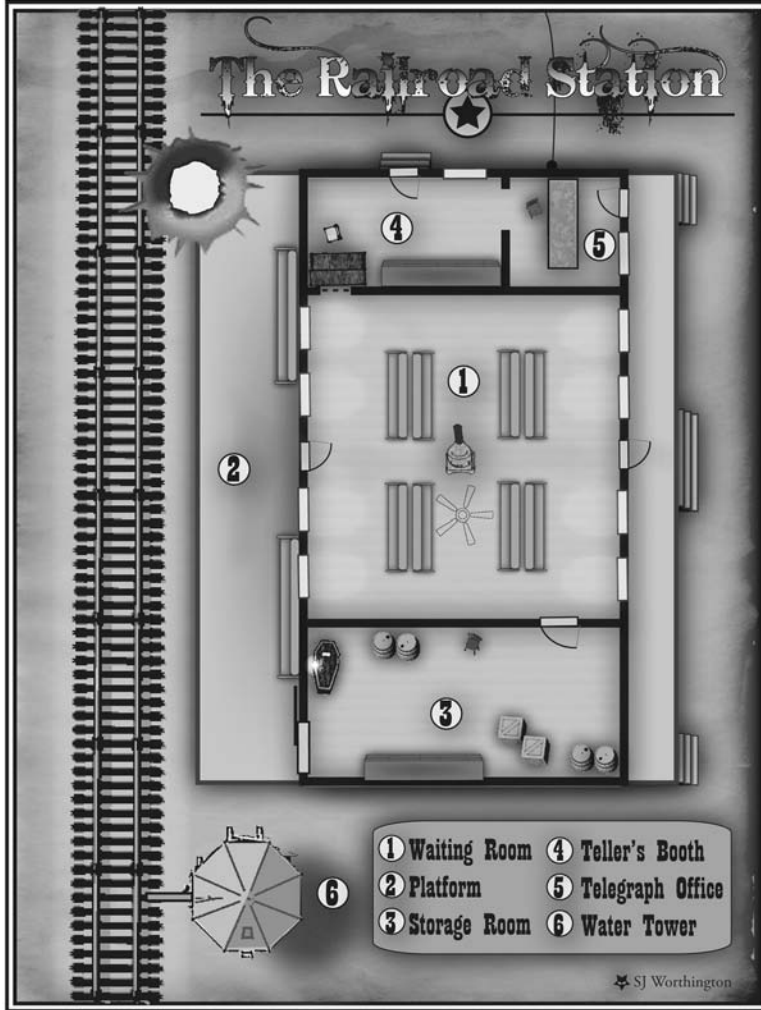 The Railroad Station
4
5
1
2
3
6
1 Waiting Room
2 Platform
3 Storage Room
4 Teller's Booth
5 Telegraph Office
6 Water Tower
SJ Worthington